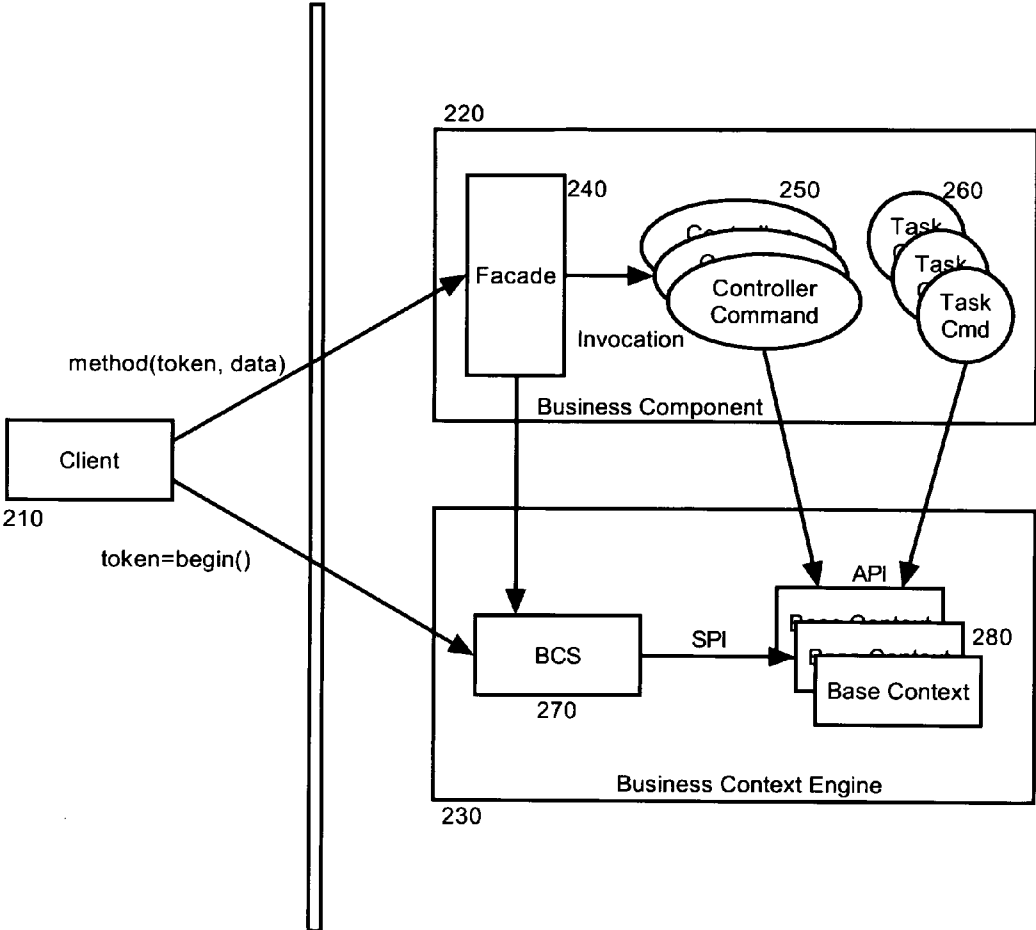 220
240
250
260
Task
Task
Facade
Controller
Command
Task
Cmd
Invocation
method(token, data)
Business Component
Client
210
token=begin()
API
BCS
SPI
280
Base Context
270
Business Context Engine
230